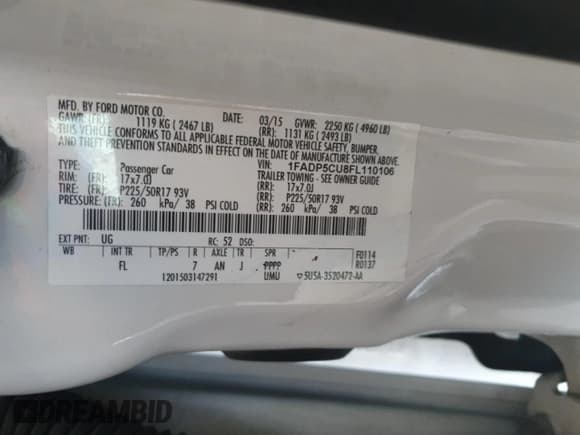 MFD. BY FORD MOTOR CO.
DATE: 03/15 GVWR: 2250 KG ( 4960 LB)
GAWR: (FR): 1119 KG ( 2467 LB) (RR): 1131 KG ( 2493 LB)
THIS VEHICLE CONFORMS TO ALL APPLICABLE FEDERAL MOTOR VEHICLE SAFETY, BUMPER,
AND THEFT PREVENTION STANDARDS IN EFFECT ON THE DATE OF MANUFACTURE SHOWN ABOVE.
VIN: 1FADP5CU8FL110106
TYPE: Passenger Car TRAILER TOWING - SEE OWNER GUIDE
RIM: (FR): 17x7.0J (RR): 17x7.0J
TIRE: (FR): P225/50R17 93V (RR): P225/50R17 93V
PRESSURE: (FR): 260 kPa/ 38 PSI COLD (RR): 260 kPa/ 38 PSI COLD
EXT PNT: UG RC: 52 DSO:
WB INT TR TP/PS R AXLE TR SPR F0114
FL 7 AN J R0137
1201503147291 UMU 5U5A-3520472-AA
DREAMBID